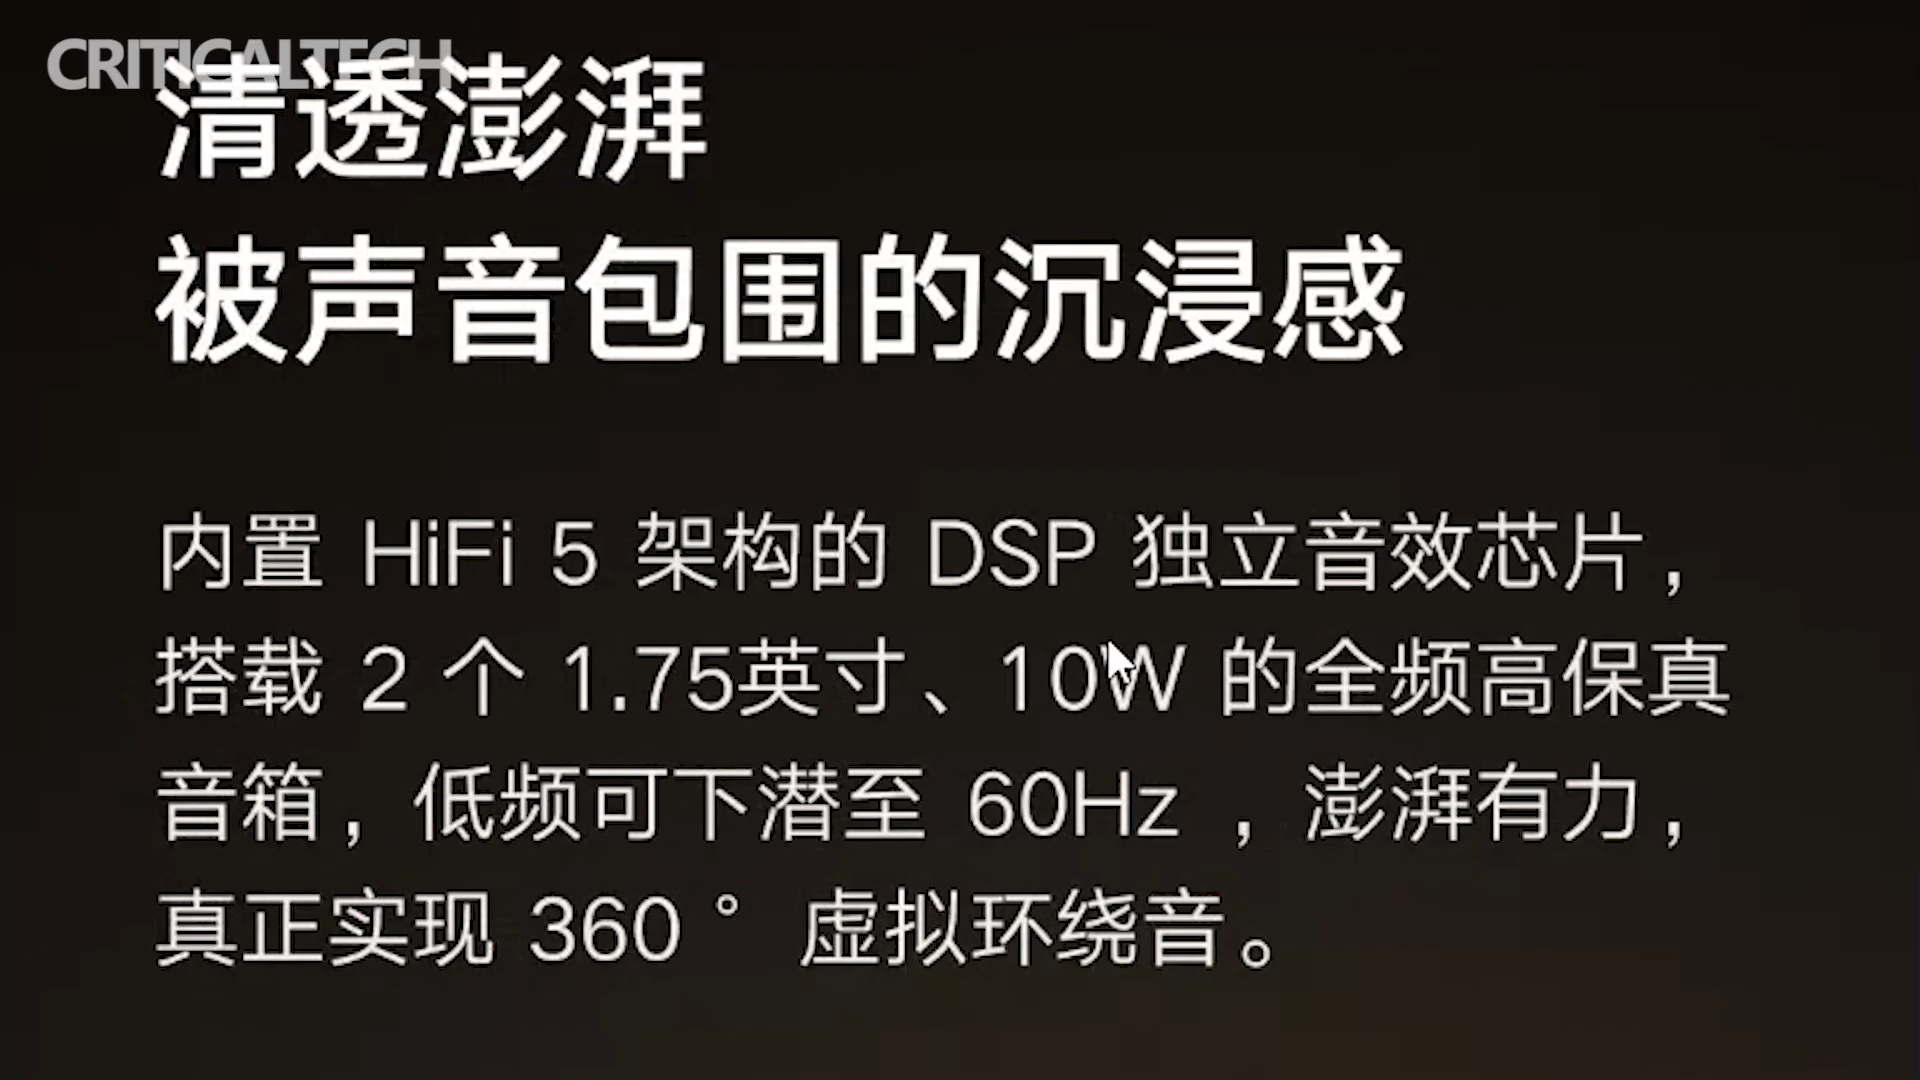 CRITICALTECH
清透澎湃
被声音包围的沉浸感
内置 HiFi 5 架构的 DSP 独立音效芯片，
搭载 2 个 1.75英寸、10W 的全频高保真
音箱，低频可下潜至 60Hz ，澎湃有力，
真正实现 360 ° 虚拟环绕音。